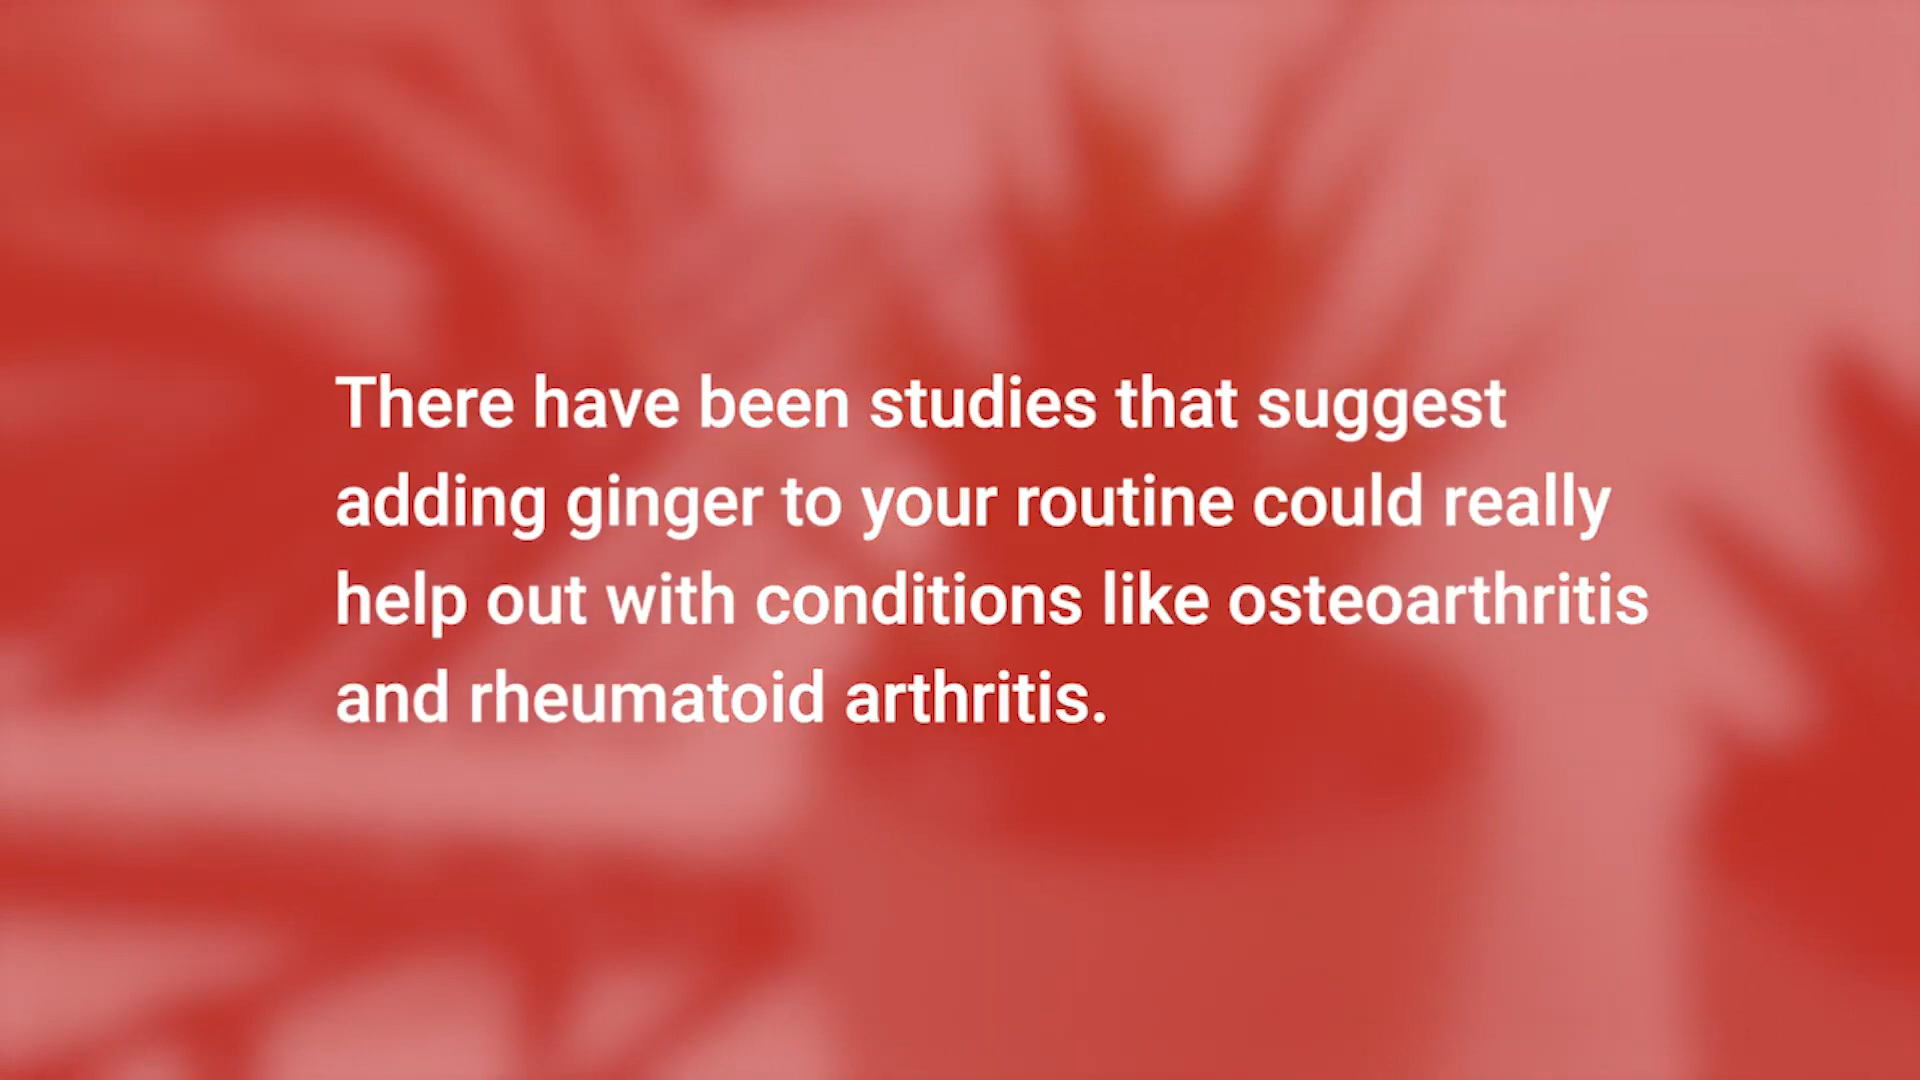 There have been studies that suggest
adding ginger to your routine could really
help out with conditions like osteoarthritis
and rheumatoid arthritis.